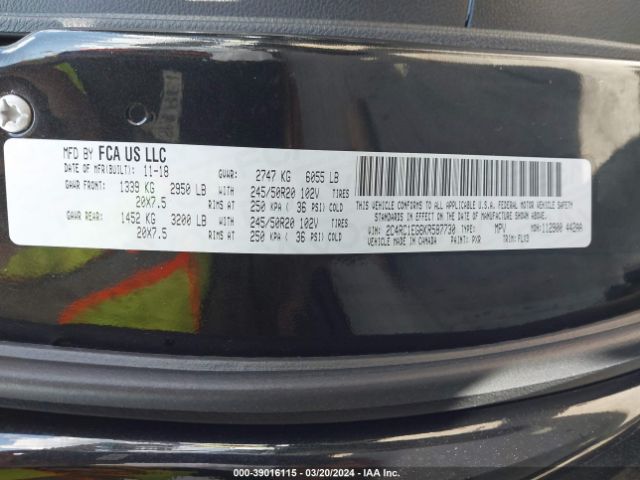 MFD BY FCA US LLC
DATE OF MFR(BUILT): 11-18 GVWR: 2747 KG 6055 LB
GAWR FRONT: 1339 KG 2950 LB WITH 245/50R20 102V TIRES
20X7.5 RIMS AT 250 KPA ( 36 PSI) COLD
GAWR REAR: 1452 KG 3200 LB WITH 245/50R20 102V TIRES
20X7.5 RIMS AT 250 KPA ( 36 PSI) COLD
THIS VEHICLE CONFORMS TO ALL APPLICABLE U.S.A. FEDERAL MOTOR VEHICLE SAFETY
STANDARDS IN EFFECT ON THE DATE OF MANUFACTURE SHOWN ABOVE.
VIN: 2C4RC1EG8KR587730 TYPE: MPV MDH: 112900 442AA
VEHICLE MADE IN CANADA PAINT: PXR TRIM: FLX9
000-39016115 — 03/20/2024 — IAA Inc.